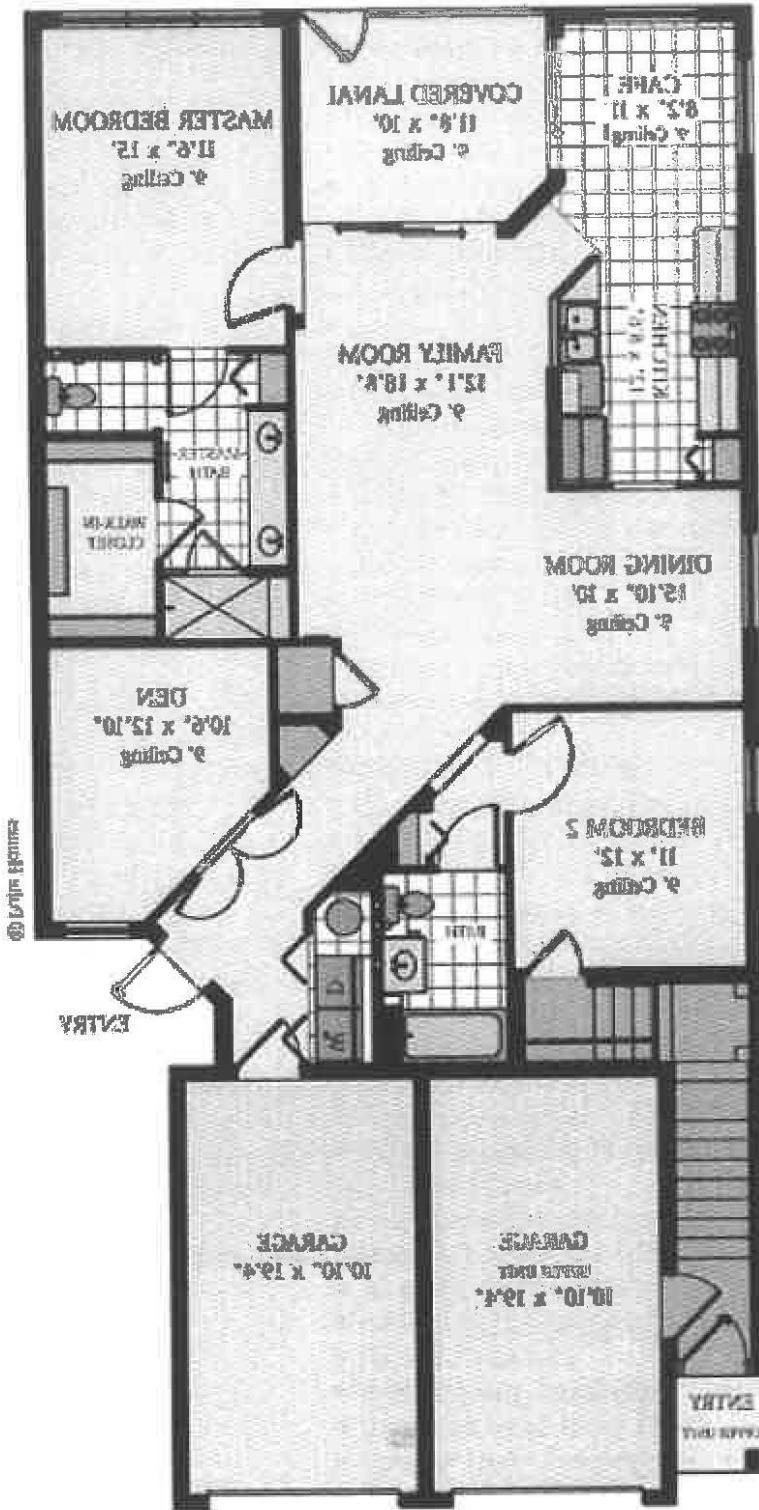 MASTER BEDROOM
11'6" x 15'
9' Ceiling
COVERED LANAI
11'8" x 10'
9' Ceiling
CAFE
8'2" x 11'
9' Ceiling
FAMILY ROOM
12'1" x 18'8"
9' Ceiling
KITCHEN
MASTER
BATH
WALK-IN
CLOSET
DINING ROOM
15'10" x 10'
9' Ceiling
DEN
10'6" x 12'10"
9' Ceiling
BEDROOM 2
11' x 12'
9' Ceiling
BATH
D
W
ENTRY
© Pulte Homes
GARAGE
10'10" x 19'4"
GARAGE
UPPER UNIT
10'10" x 19'4"
ENTRY
UPPER UNIT